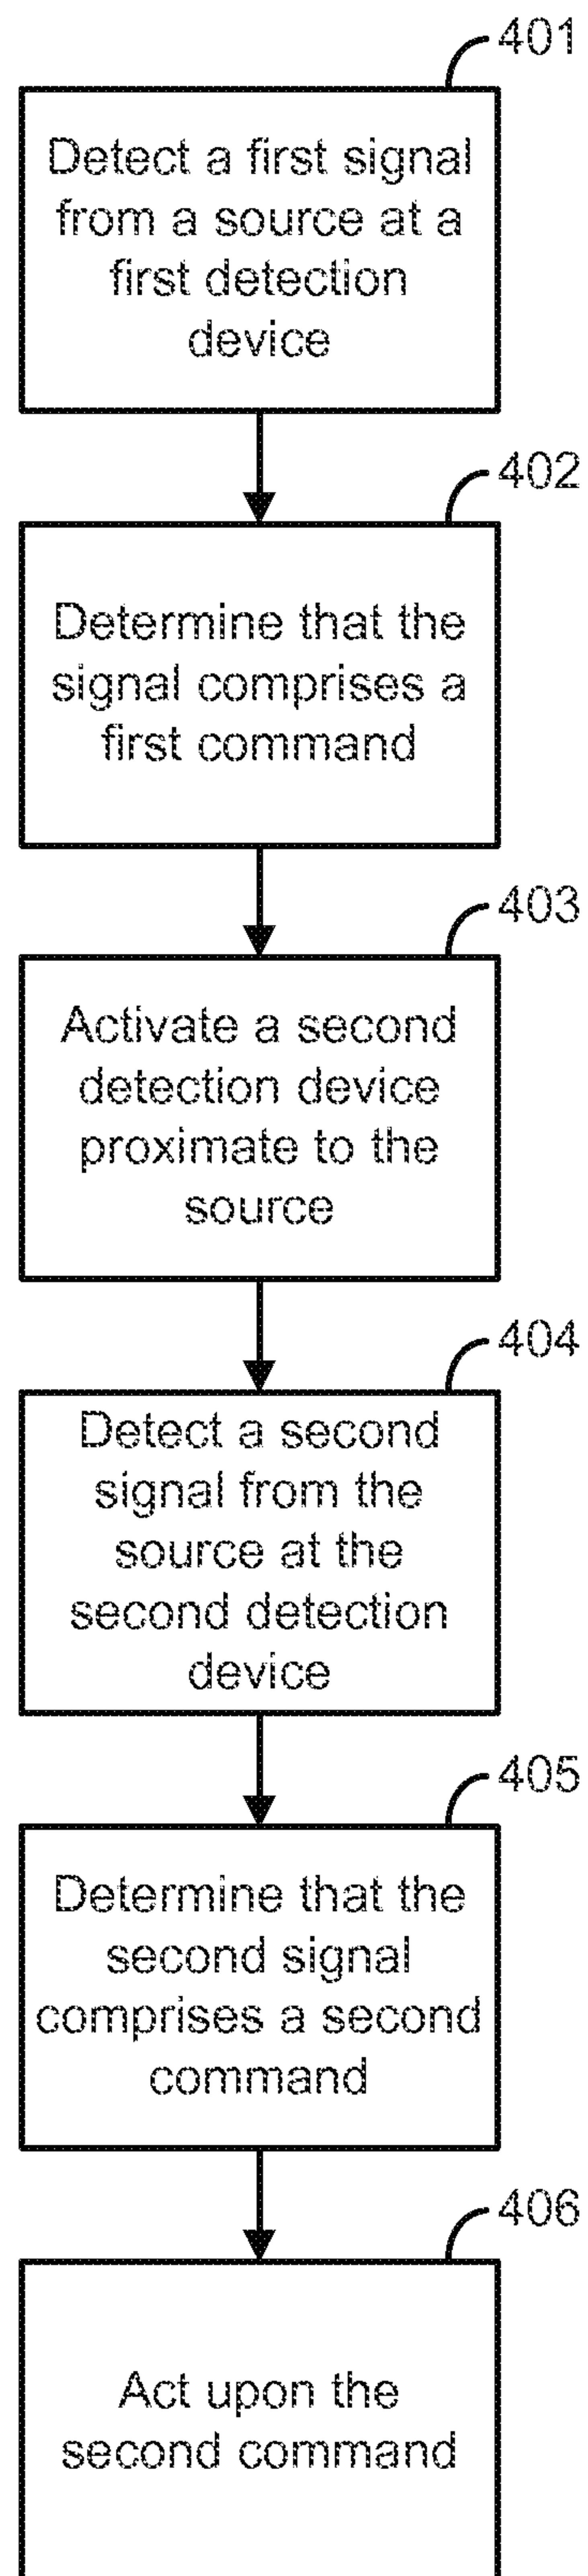 401
Detect a first signal
from a source at a
first detection
device
402
Determine that the
signal comprises a
first command
403
Activate a second
detection device
proximate to the
source
404
Detect a second
signal from the
source at the
second detection
device
405
Determine that the
second signal
comprises a second
command
406
Act upon the
second command